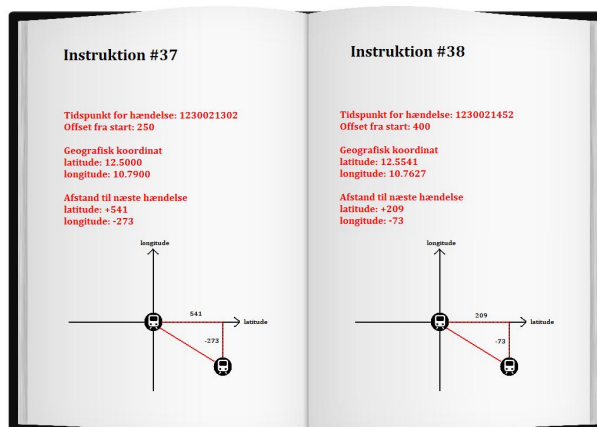 Instruktion #37
Tidspunkt for hændelse: 1230021302
Offset fra start: 250
Geografisk koordinat
latitude: 12.5000
longitude: 10.7900
Afstand til næste hændelse
latitude: +541
longitude: -273
longitude
541
latitude
-273
Instruktion #38
Tidspunkt for hændelse: 1230021452
Offset fra start: 400
Geografisk koordinat
latitude: 12.5541
longitude: 10.7627
Afstand til næste hændelse
latitude: +209
longitude: -73
longitude
209
latitude
-73